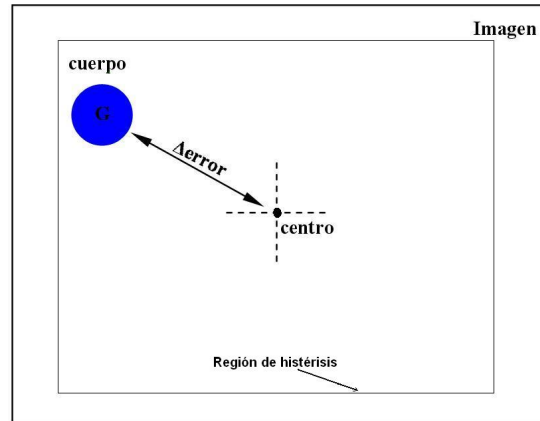 Imagen
cuerpo
G
Δerror
centro
Región de histérisis